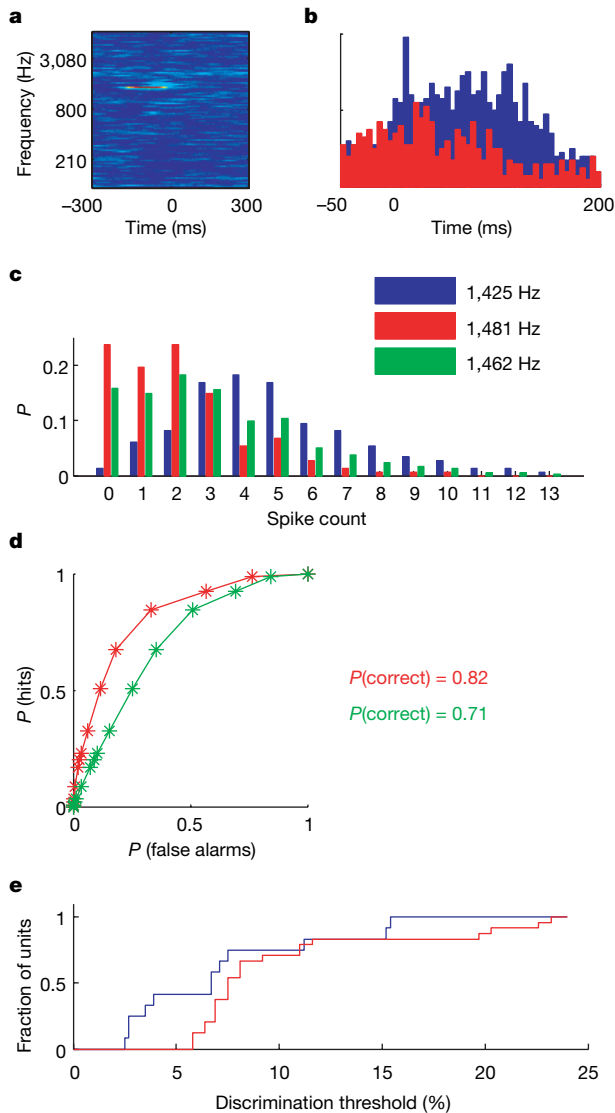 a
Frequency (Hz)
3,080
800
210
−300
0
300
Time (ms)
b
−50
0
200
Time (ms)
c
1,425 Hz
1,481 Hz
1,462 Hz
P
0.2
0.1
0
0 1 2 3 4 5 6 7 8 9 10 11 12 13
Spike count
d
P (hits)
1
0.5
0
0 0.5 1
P (false alarms)
P(correct) = 0.82
P(correct) = 0.71
e
Fraction of units
1
0.5
0
0 5 10 15 20 25
Discrimination threshold (%)